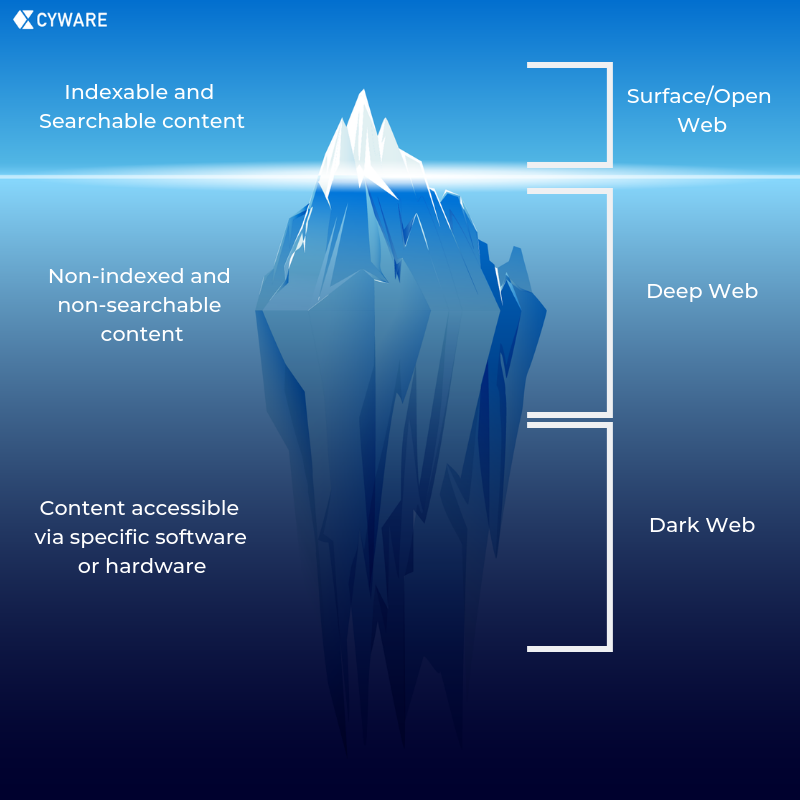 CYWARE
Indexable and
Searchable content
Surface/Open
Web
Non-indexed and
non-searchable
content
Deep Web
Content accessible
via specific software
or hardware
Dark Web